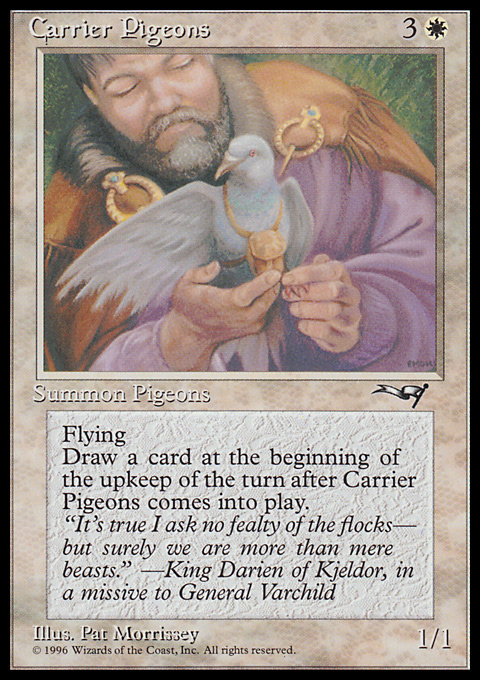 Carrier Pigeons 3
Summon Pigeons
Flying
Draw a card at the beginning of
the upkeep of the turn after Carrier
Pigeons comes into play.
“It’s true I ask no fealty of the flocks—
but surely we are more than mere
beasts.” —King Darien of Kjeldor, in
a missive to General Varchild
Illus. Pat Morrissey
1/1
© 1996 Wizards of the Coast, Inc. All rights reserved.